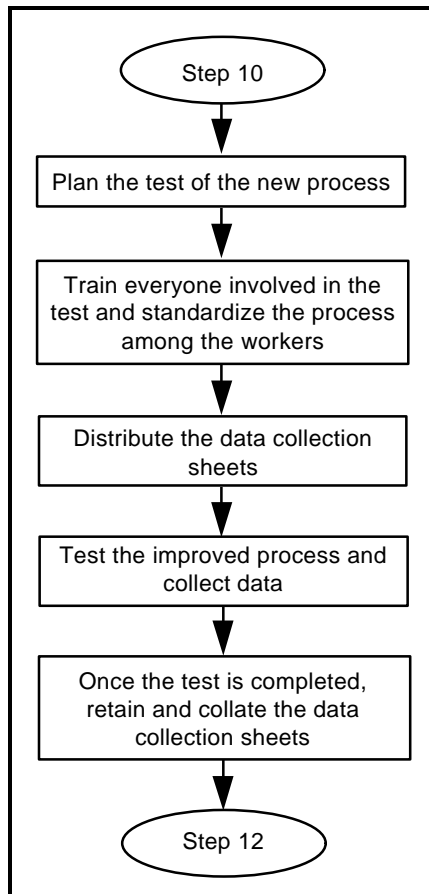 Step 10
Plan the test of the new process
Train everyone involved in the
test and standardize the process
among the workers
Distribute the data collection
sheets
Test the improved process and
collect data
Once the test is completed,
retain and collate the data
collection sheets
Step 12